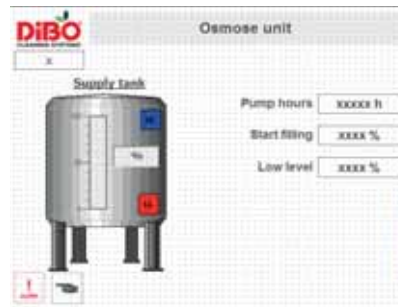 DiBO
CLEANING SYSTEMS
Osmose unit
x
Supply tank
Pump hours xxxxx h
Start filling xxxx %
Low level xxxx %
%